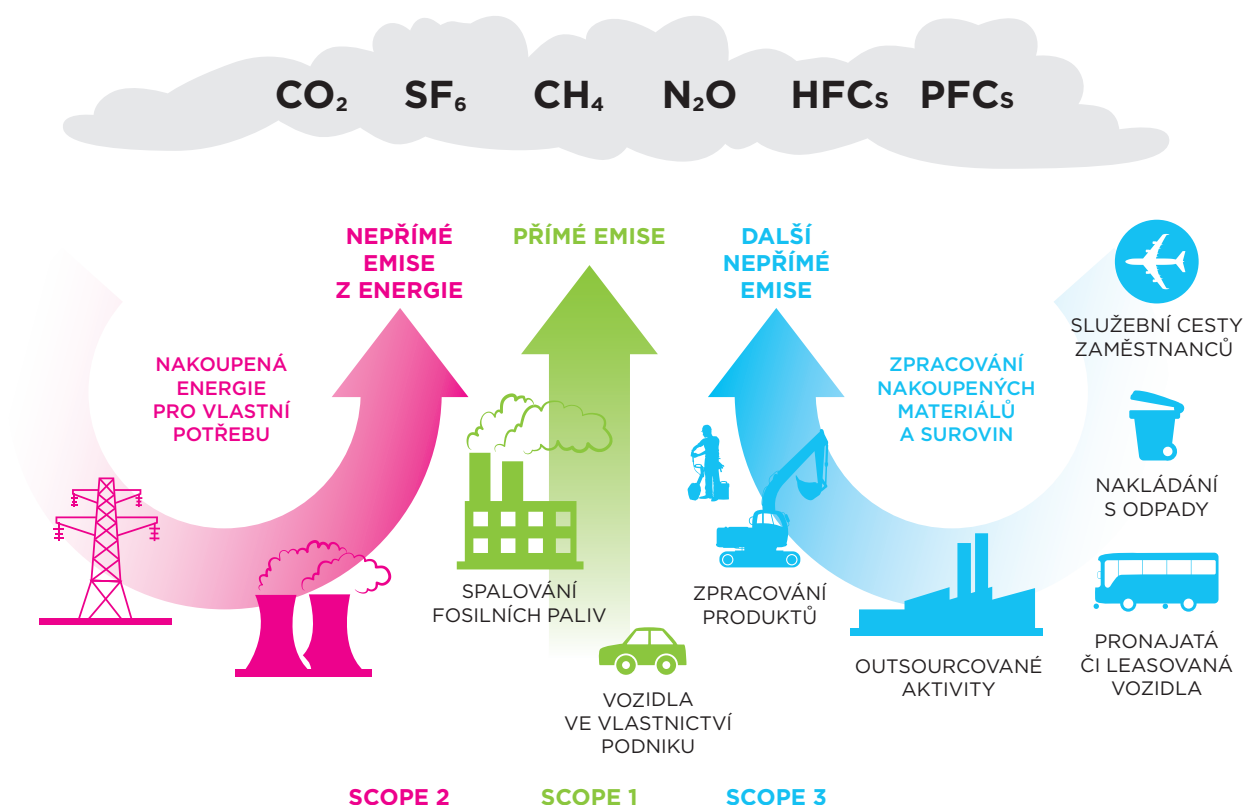 CO₂ SF₆ CH₄ N₂O HFCs PFCs
NEPŘÍMÉ
EMISE
Z ENERGIE
PŘÍMÉ EMISE
DALŠÍ
NEPŘÍMÉ
EMISE
NAKOUPENÁ
ENERGIE
PRO VLASTNÍ
POTŘEBU
ZPRACOVÁNÍ
NAKOUPENÝCH
MATERIÁLŮ
A SUROVIN
SLUŽEBNÍ CESTY
ZAMĚSTNANCŮ
NAKLÁDÁNÍ
S ODPADY
SPALOVÁNÍ
FOSILNÍCH PALIV
ZPRACOVÁNÍ
PRODUKTŮ
OUTSOURCOVANÉ
AKTIVITY
PRONAJATÁ
ČI LEASOVANÁ
VOZIDLA
VOZIDLA
VE VLASTNICTVÍ
PODNIKU
SCOPE 2 SCOPE 1 SCOPE 3